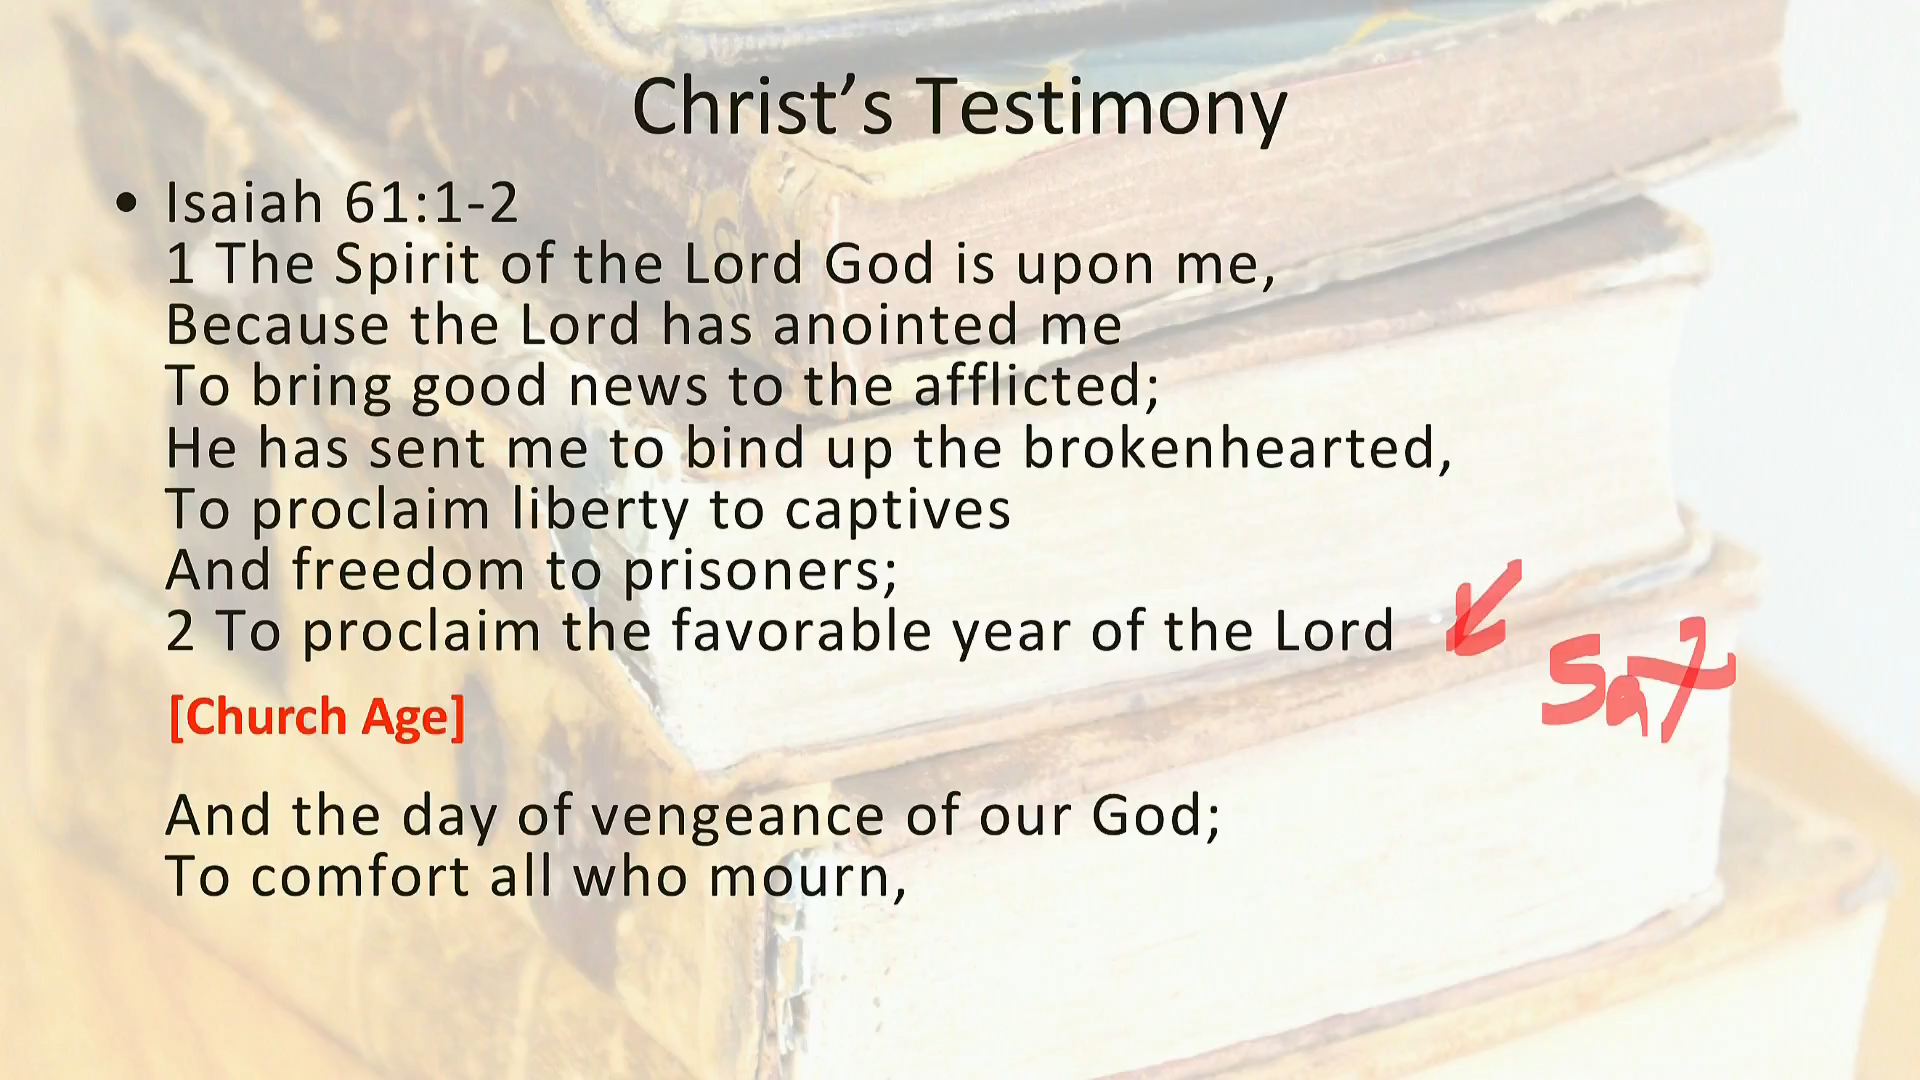 Christ’s Testimony
• Isaiah 61:1-2
1 The Spirit of the Lord God is upon me,
Because the Lord has anointed me
To bring good news to the afflicted;
He has sent me to bind up the brokenhearted,
To proclaim liberty to captives
And freedom to prisoners;
2 To proclaim the favorable year of the Lord
Sat
[Church Age]
And the day of vengeance of our God;
To comfort all who mourn,